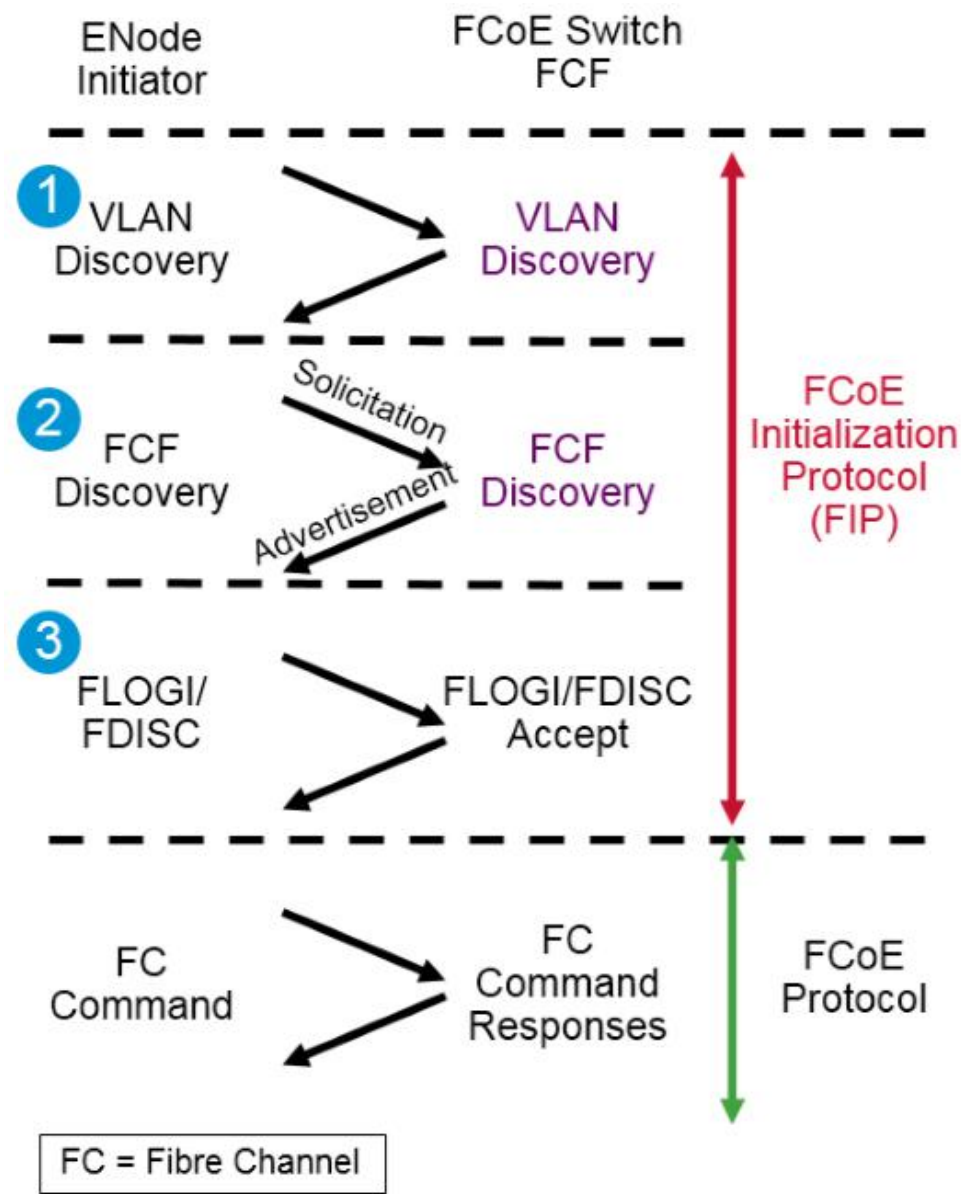 ENode
Initiator
FCoE Switch
FCF
1
VLAN
Discovery
VLAN
Discovery
2
Solicitation
FCF
Discovery
Advertisement
FCF
Discovery
FCoE
Initialization
Protocol
(FIP)
3
FLOGI/
FDISC
FLOGI/FDISC
Accept
FC
Command
FC
Command
Responses
FCoE
Protocol
FC = Fibre Channel